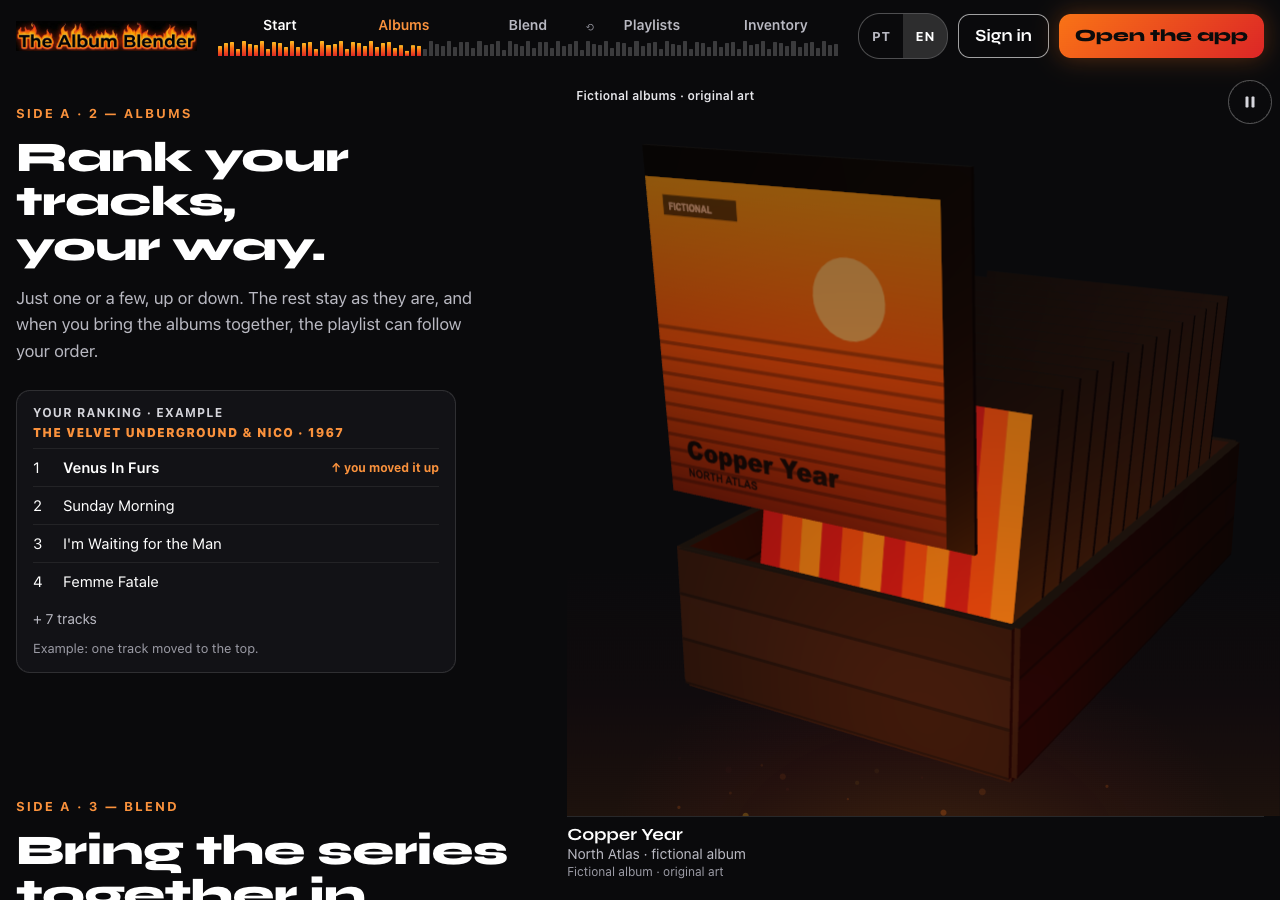 The Album Blender
Start
Albums
Blend
Playlists
Inventory
PT
EN
Sign in
Open the app
SIDE A · 2 — ALBUMS
Rank your
tracks,
your way.
Just one or a few, up or down. The rest stay as they are, and
when you bring the albums together, the playlist can follow
your order.
YOUR RANKING · EXAMPLE
THE VELVET UNDERGROUND & NICO · 1967
1 Venus In Furs ↑ you moved it up
2 Sunday Morning
3 I'm Waiting for the Man
4 Femme Fatale
+ 7 tracks
Example: one track moved to the top.
SIDE A · 3 — BLEND
Bring the series
together in
Fictional albums · original art
FICTIONAL
Copper Year
NORTH ATLAS
Copper Year
North Atlas · fictional album
Fictional album · original art